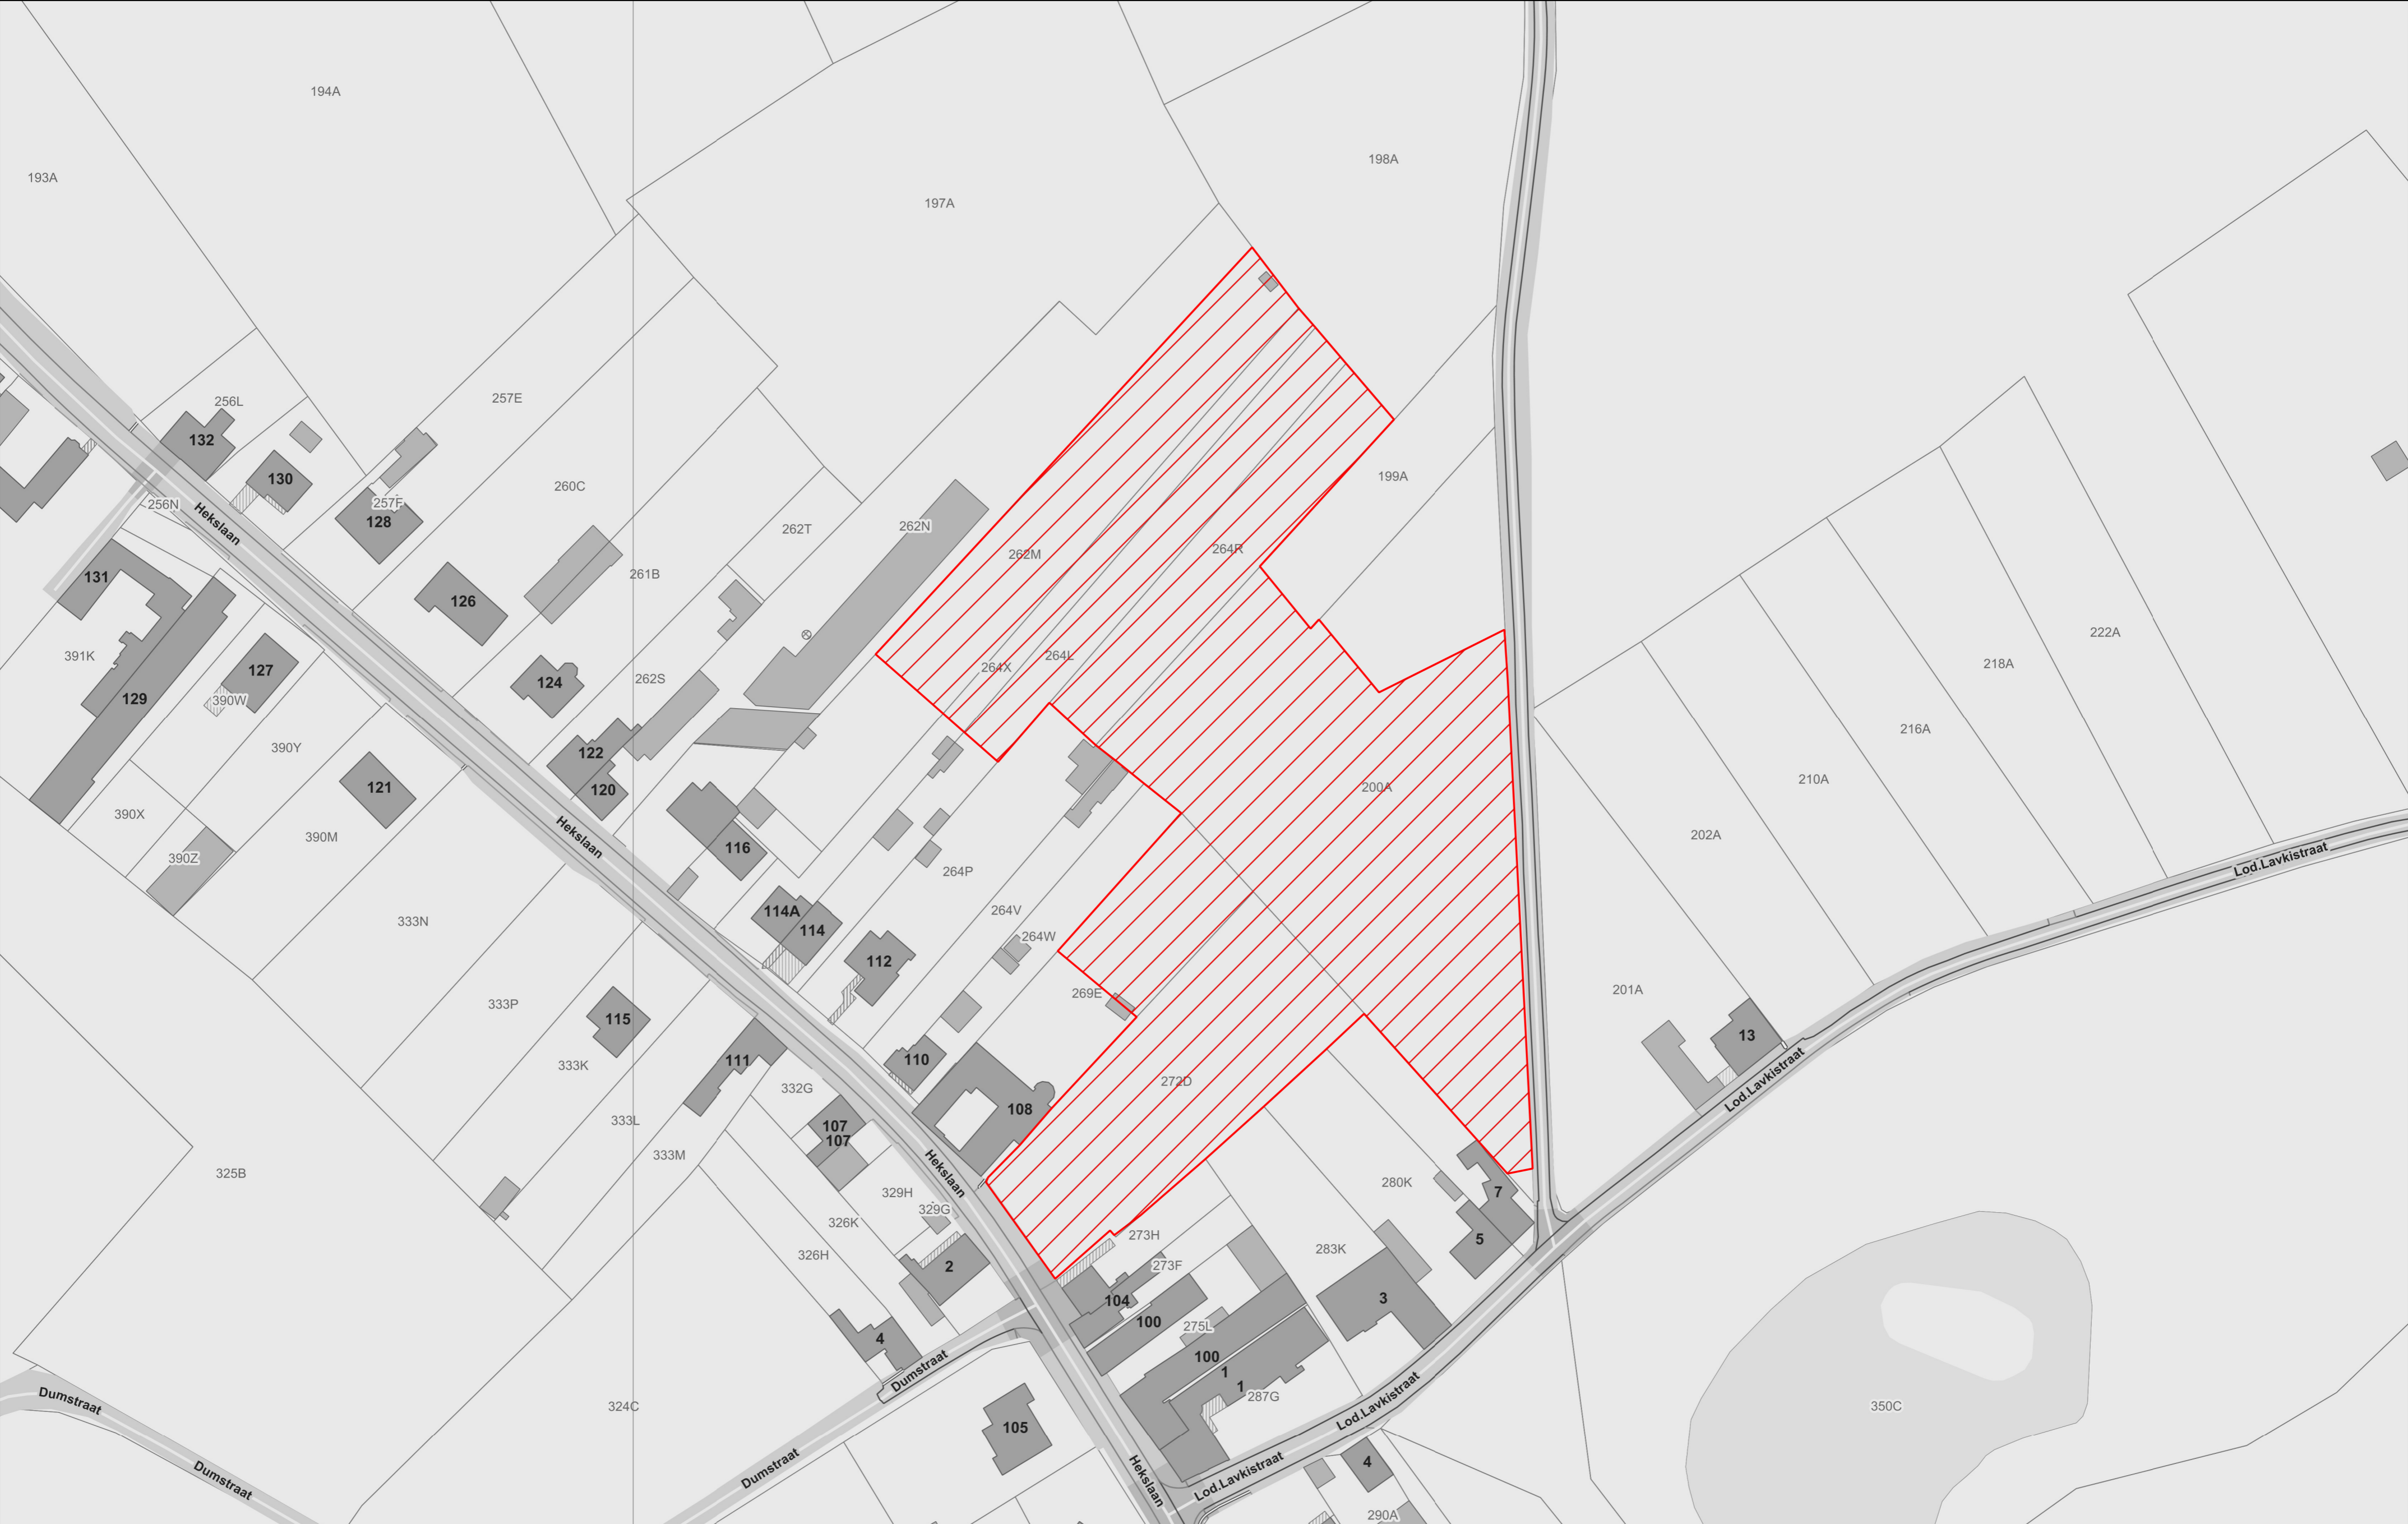 194A
198A
193A
197A
257E
256L
132
199A
130
260C
256N
257F
128
Hekslaan
262T
262N
262M
264R
131
261B
126
222A
391K
264L
218A
264X
127
262S
124
129
390W
216A
390Y
122
210A
121
120
200A
390X
Hekslaan
202A
390M
116
390Z
Lod.Lavkistraat
264P
114A
264V
333N
114
264W
112
201A
269E
333P
115
13
110
111
333K
272D
332G
Lod.Lavkistraat
108
333L
107
107
333M
325B
Hekslaan
280K
329H
7
329G
326K
273H
5
326H
283K
2
273F
104
3
100
275L
4
100
Dumstraat
1
1
287G
Dumstraat
324C
Lod.Lavkistraat
350C
105
4
Dumstraat
Dumstraat
Hekslaan
Lod.Lavkistraat
290A